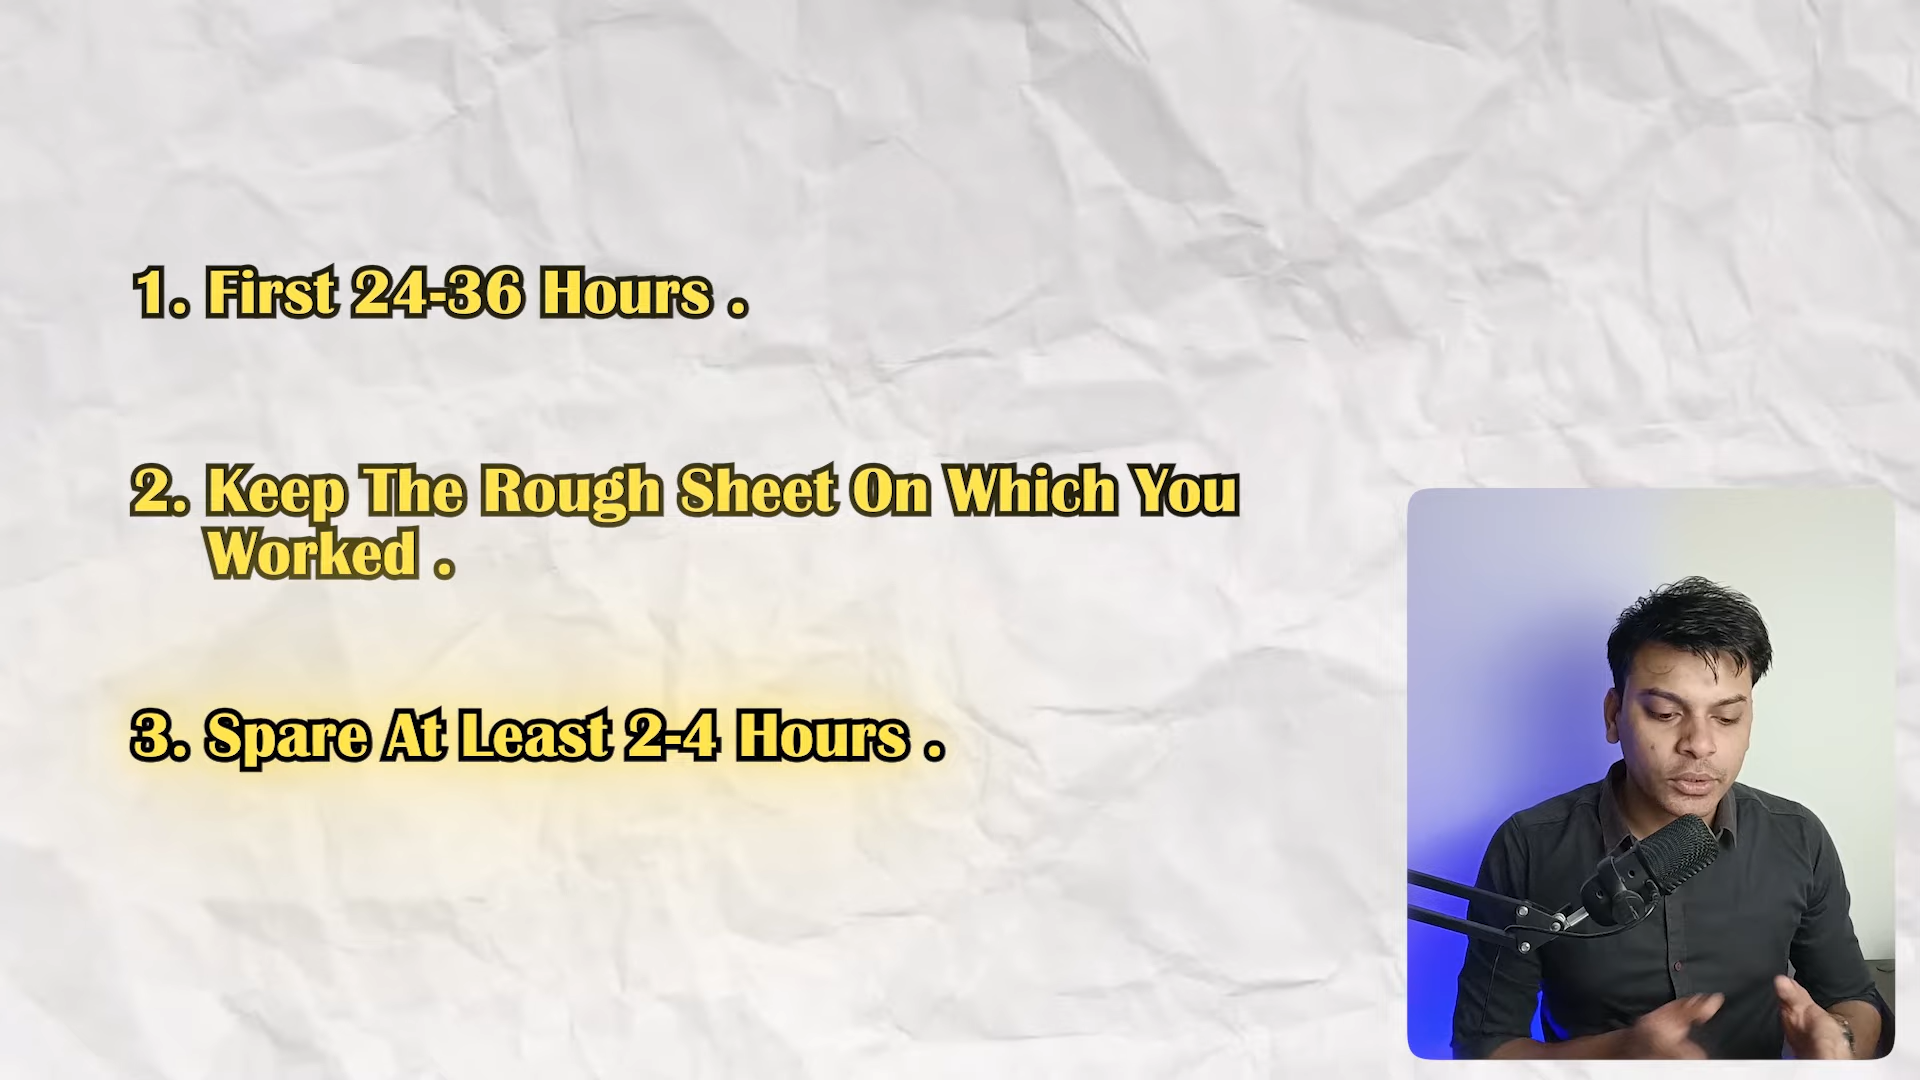 1. First 24-36 Hours .
2. Keep The Rough Sheet On Which You
Worked .
3. Spare At Least 2-4 Hours .